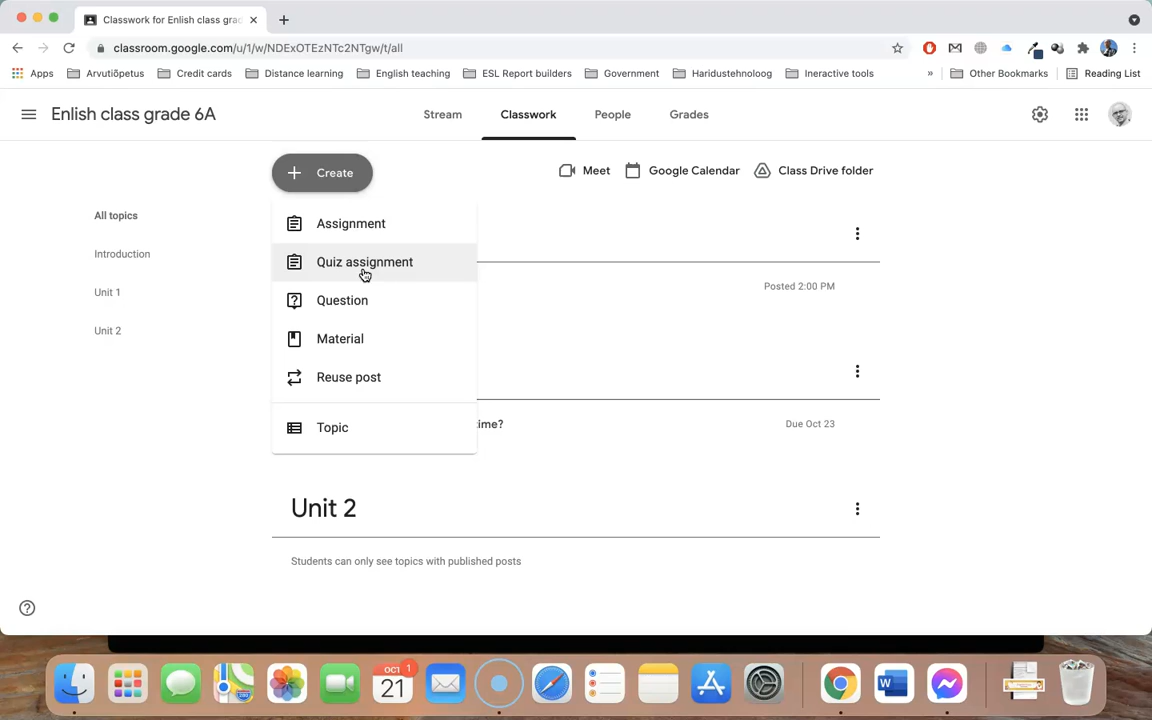 Classwork for Enlish class grad
classroom.google.com/u/1/w/NDExOTEzNTc2NTgw/t/all
Apps Arvutiõpetus Credit cards Distance learning English teaching ESL Report builders Government Haridustehnoloog Ineractive tools » Other Bookmarks Reading List
Enlish class grade 6A
Stream Classwork People Grades
Create
Meet Google Calendar Class Drive folder
All topics
Introduction
Unit 1
Unit 2
Assignment
Quiz assignment
Question
Material
Reuse post
Topic
Posted 2:00 PM
time?
Due Oct 23
Unit 2
Students can only see topics with published posts
OCT
21
1